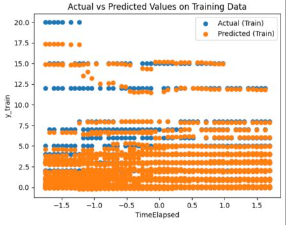 Actual vs Predicted Values on Training Data
Actual (Train)
Predicted (Train)
20.0
17.5
15.0
12.5
10.0
7.5
5.0
2.5
0.0
y_train
−1.5 −1.0 −0.5 0.0 0.5 1.0 1.5
TimeElapsed